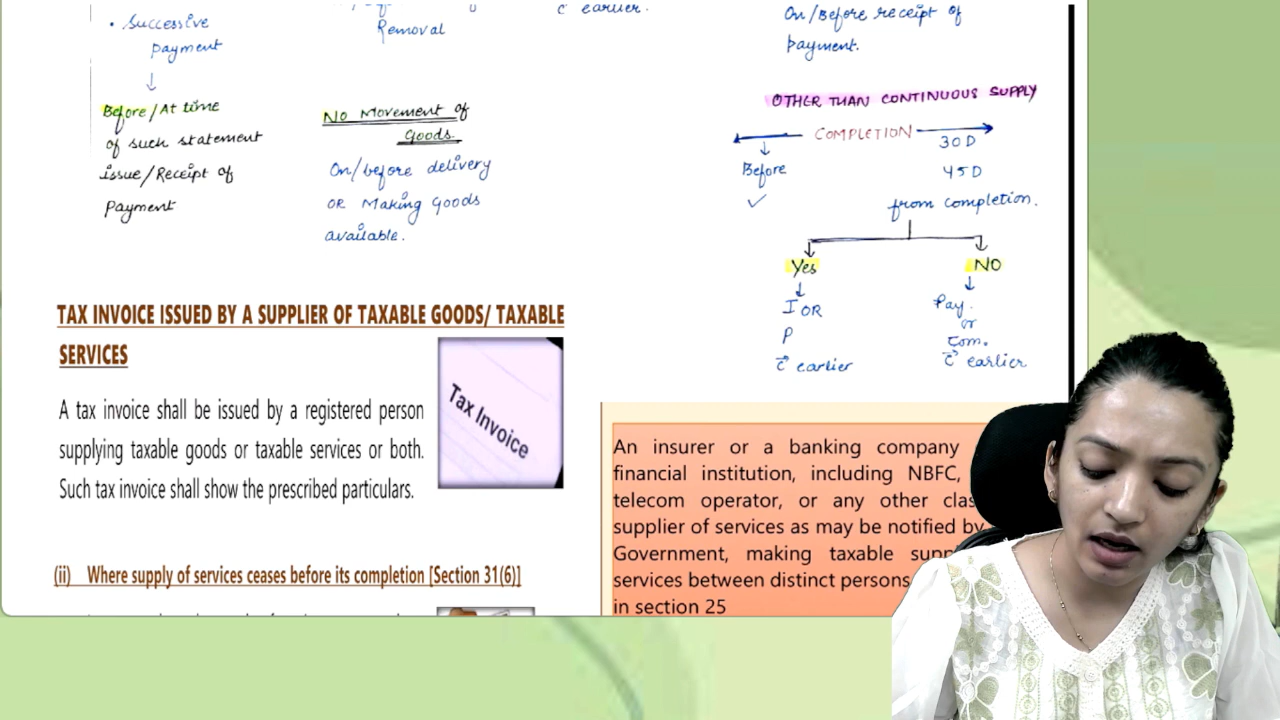 • Successive
payment
Before/At time
of such statement
issue/Receipt of
Payment
Removal
No Movement of
Goods.
On/before delivery
OR Making goods
available.
c̄ earlier.
On/Before receipt of
payment.
OTHER THAN CONTINUOUS SUPPLY
COMPLETION
30D
Before
45D
from completion.
Yes
NO
I OR
P
c̄ earlier
Pay.
or
Com.
c̄ earlier
TAX INVOICE ISSUED BY A SUPPLIER OF TAXABLE GOODS/ TAXABLE
SERVICES
A tax invoice shall be issued by a registered person
supplying taxable goods or taxable services or both.
Such tax invoice shall show the prescribed particulars.
Tax Invoice
(ii) Where supply of services ceases before its completion [Section 31(6)]
An insurer or a banking company
financial institution, including NBFC,
telecom operator, or any other
supplier of services as may be notified by
Government, making taxable
services between distinct persons
in section 25